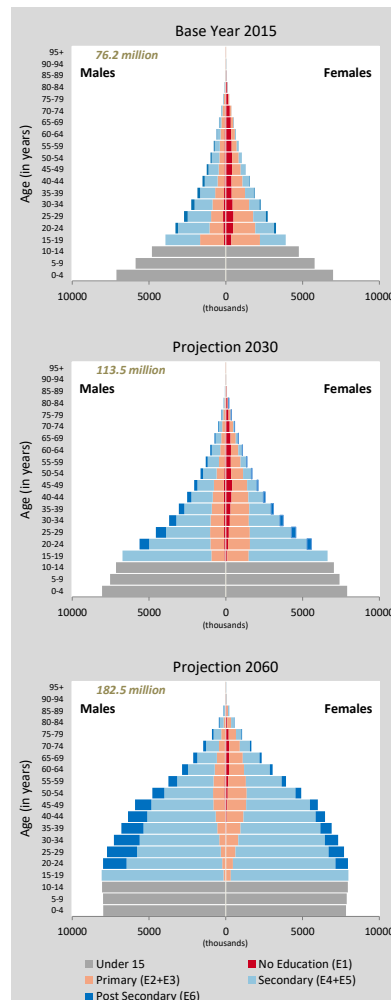 Base Year 2015
76.2 million
Males
Females
Age (in years)
95+
90-94
85-89
80-84
75-79
70-74
65-69
60-64
55-59
50-54
45-49
40-44
35-39
30-34
25-29
20-24
15-19
10-14
5-9
0-4
10000 5000 0 5000 10000
(thousands)
Projection 2030
113.5 million
Males
Females
Age (in years)
95+
90-94
85-89
80-84
75-79
70-74
65-69
60-64
55-59
50-54
45-49
40-44
35-39
30-34
25-29
20-24
15-19
10-14
5-9
0-4
10000 5000 0 5000 10000
(thousands)
Projection 2060
182.5 million
Males
Females
Age (in years)
95+
90-94
85-89
80-84
75-79
70-74
65-69
60-64
55-59
50-54
45-49
40-44
35-39
30-34
25-29
20-24
15-19
10-14
5-9
0-4
10000 5000 0 5000 10000
(thousands)
Under 15
No Education (E1)
Primary (E2+E3)
Secondary (E4+E5)
Post Secondary (E6)